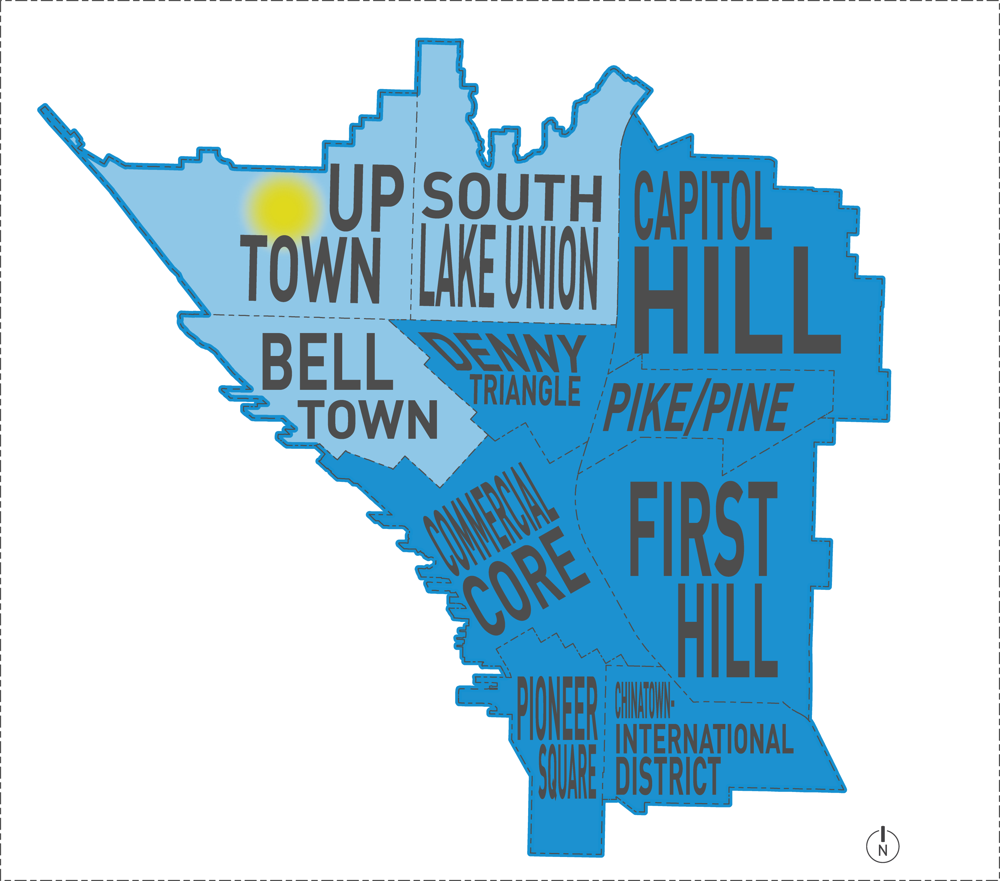 UP
TOWN
SOUTH
LAKE UNION
CAPITOL
HILL
BELL
TOWN
DENNY
TRIANGLE
PIKE/PINE
COMMERCIAL
CORE
FIRST
HILL
PIONEER
SQUARE
CHINATOWN-
INTERNATIONAL
DISTRICT
N